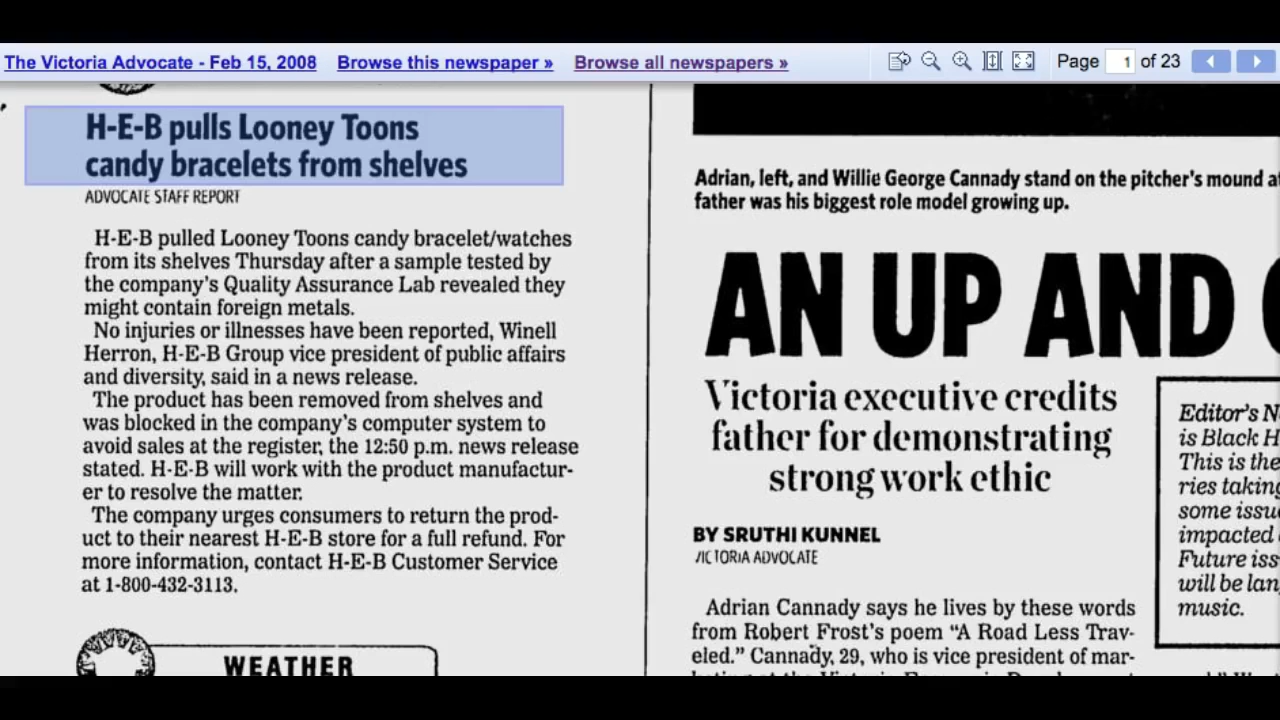 The Victoria Advocate - Feb 15, 2008 Browse this newspaper » Browse all newspapers » Page 1 of 23
H-E-B pulls Looney Toons
candy bracelets from shelves
ADVOCATE STAFF REPORT
H-E-B pulled Looney Toons candy bracelet/watches
from its shelves Thursday after a sample tested by
the company's Quality Assurance Lab revealed they
might contain foreign metals.
No injuries or illnesses have been reported, Winell
Herron, H-E-B Group vice president of public affairs
and diversity, said in a news release.
The product has been removed from shelves and
was blocked in the company's computer system to
avoid sales at the register, the 12:50 p.m. news release
stated. H-E-B will work with the product manufactur-
er to resolve the matter.
The company urges consumers to return the prod-
uct to their nearest H-E-B store for a full refund. For
more information, contact H-E-B Customer Service
at 1-800-432-3113.
WEATHER
Adrian, left, and Willie George Cannady stand on the pitcher's mound at
father was his biggest role model growing up.
AN UP AND
Victoria executive credits
father for demonstrating
strong work ethic
BY SRUTHI KUNNEL
VICTORIA ADVOCATE
Adrian Cannady says he lives by these words
from Robert Frost's poem "A Road Less Trav-
eled." Cannady, 29, who is vice president of mar-
Editor's
is Black
This is the
ries taking
some
impacted
Future
will be
music.